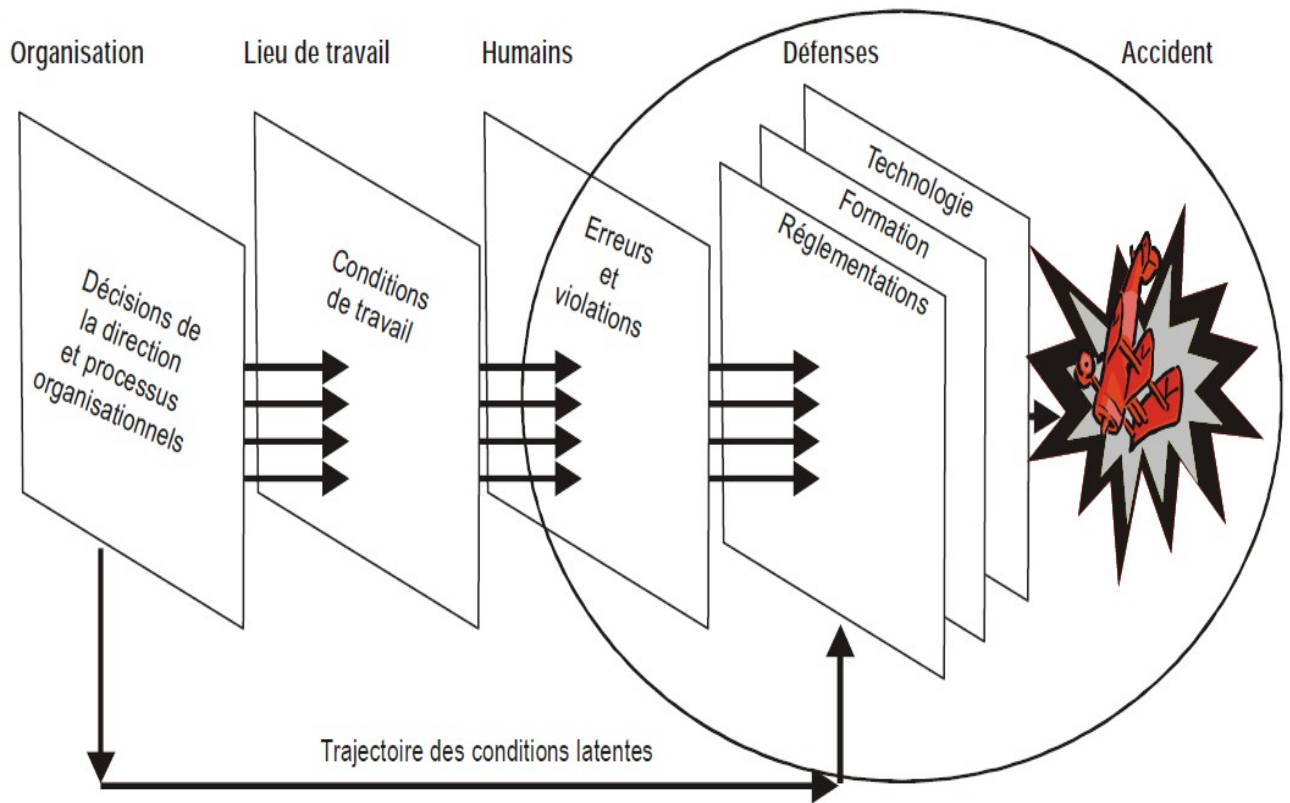 Organisation
Lieu de travail
Humains
Défenses
Accident
Décisions de
la direction
et processus
organisationnels
Conditions
de travail
Erreurs
et
violations
Réglementations
Formation
Technologie
Trajectoire des conditions latentes